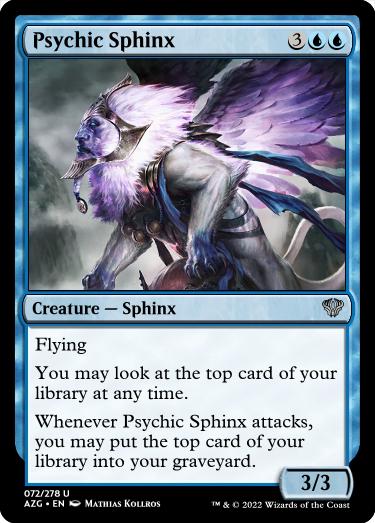 Psychic Sphinx 3
Creature — Sphinx
Flying
You may look at the top card of your
library at any time.
Whenever Psychic Sphinx attacks,
you may put the top card of your
library into your graveyard.
3/3
072/278 U
AZG • EN Mathias Kollros
™ & © 2022 Wizards of the Coast